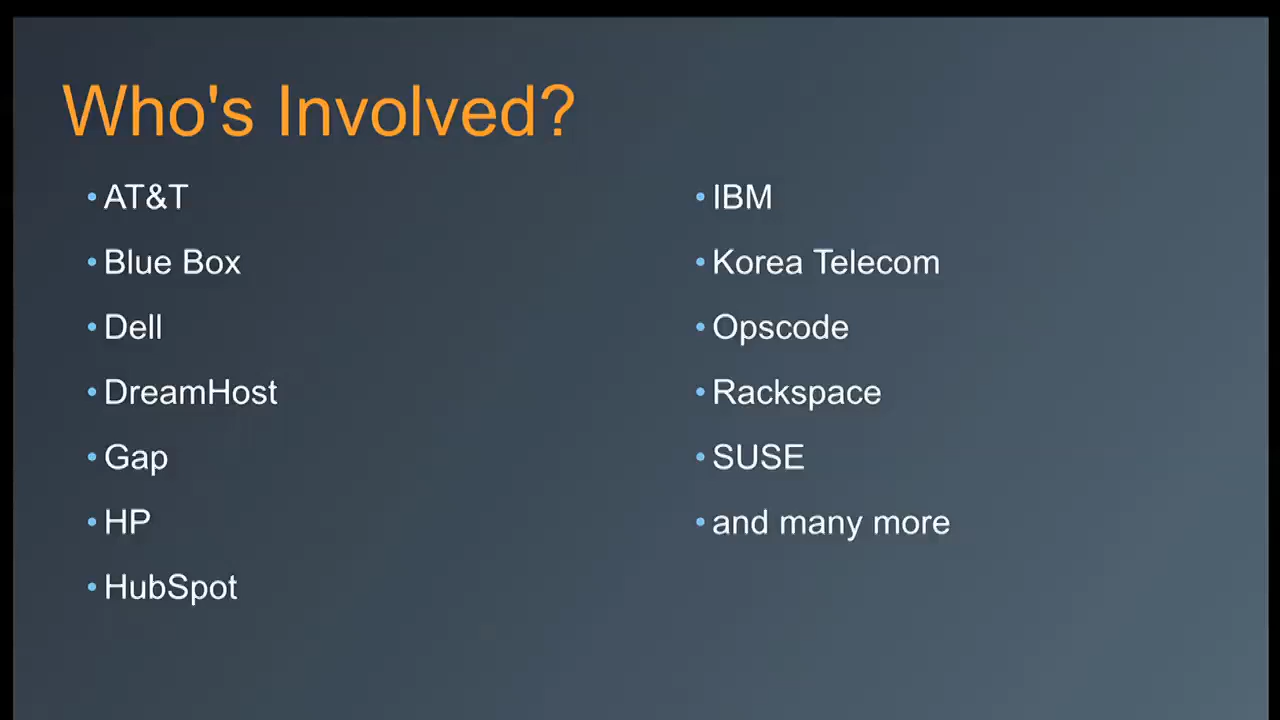 Who's Involved?
•AT&T
•Blue Box
•Dell
•DreamHost
•Gap
•HP
•HubSpot
•IBM
•Korea Telecom
•Opscode
•Rackspace
•SUSE
•and many more